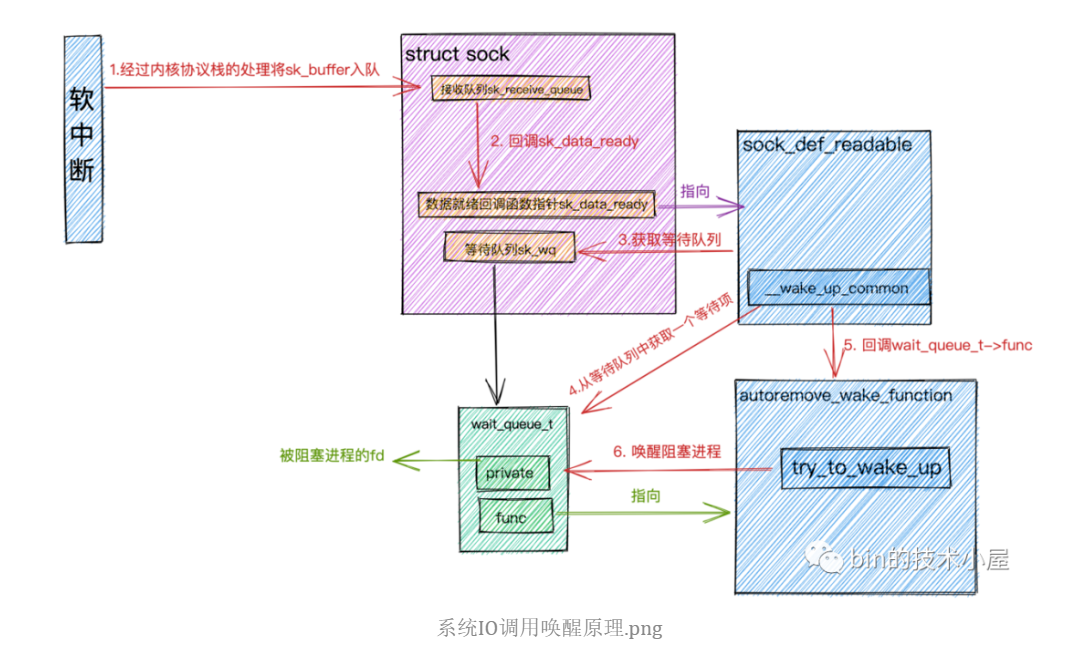 软中断
1.经过内核协议栈的处理将sk_buffer入队
struct sock
接收队列sk_receive_queue
2. 回调sk_data_ready
数据就绪回调函数指针sk_data_ready
指向
sock_def_readable
3.获取等待队列
等待队列sk_wq
__wake_up_common
4.从等待队列中获取一个等待项
5. 回调wait_queue_t->func
autoremove_wake_function
wait_queue_t
被阻塞进程的fd
private
6. 唤醒阻塞进程
try_to_wake_up
func
指向
bin的技术小屋
系统IO调用唤醒原理.png